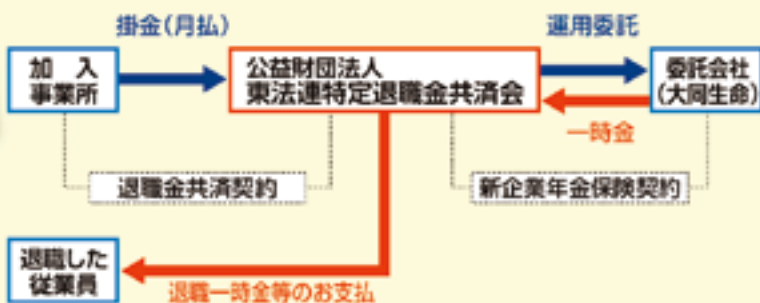 掛金(月払)
運用委託
加 入
事業所
公益財団法人
東法連特定退職金共済会
委託会社
(大同生命)
一時金
退職金共済契約
新企業年金保険契約
退職した
従業員
退職一時金等のお支払